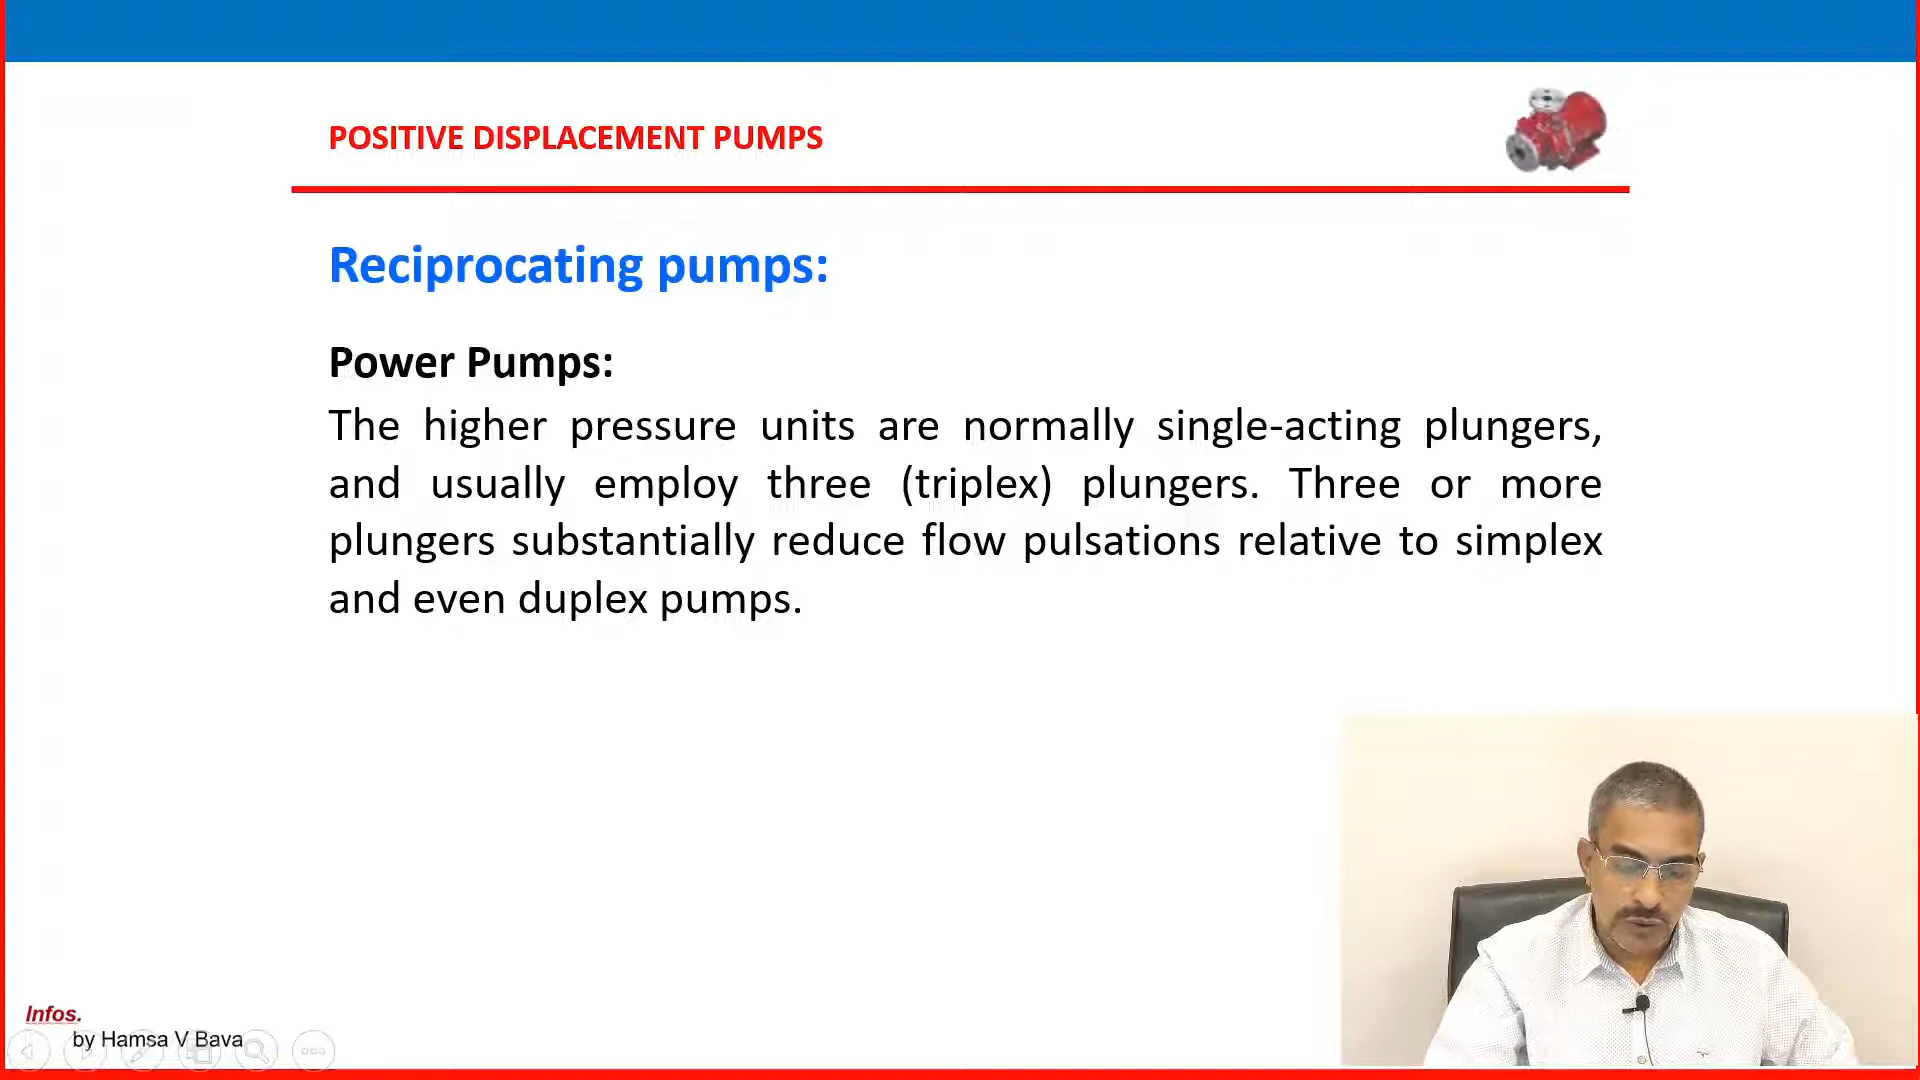 POSITIVE DISPLACEMENT PUMPS
Reciprocating pumps:
Power Pumps:
The higher pressure units are normally single-acting plungers,
and usually employ three (triplex) plungers. Three or more
plungers substantially reduce flow pulsations relative to simplex
and even duplex pumps.
Infos.
by Hamsa V Bava